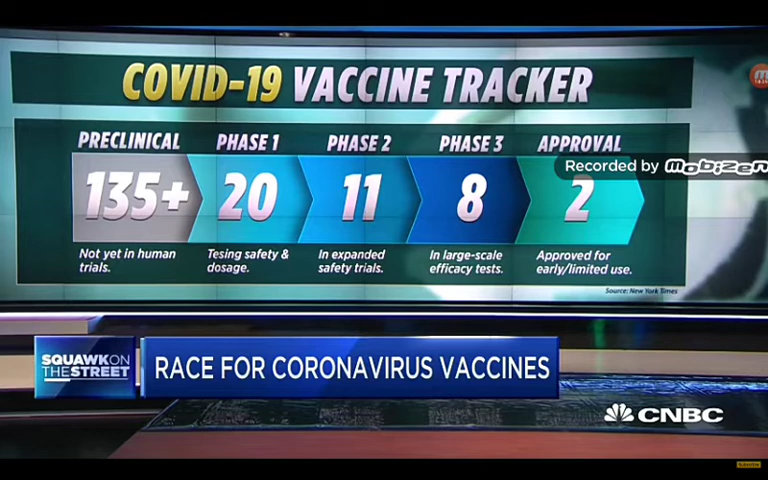 COVID-19 VACCINE TRACKER
PRECLINICAL PHASE 1 PHASE 2 PHASE 3 APPROVAL
Recorded by mobizen
135+ 20 11 8 2
Not yet in human Tesing safety & In expanded In large-scale Approved for
trials. dosage. safety trials. efficacy tests. early/limited use.
Source: New York Times
SQUAWK ON
THE STREET
RACE FOR CORONAVIRUS VACCINES
CNBC
Subscribe